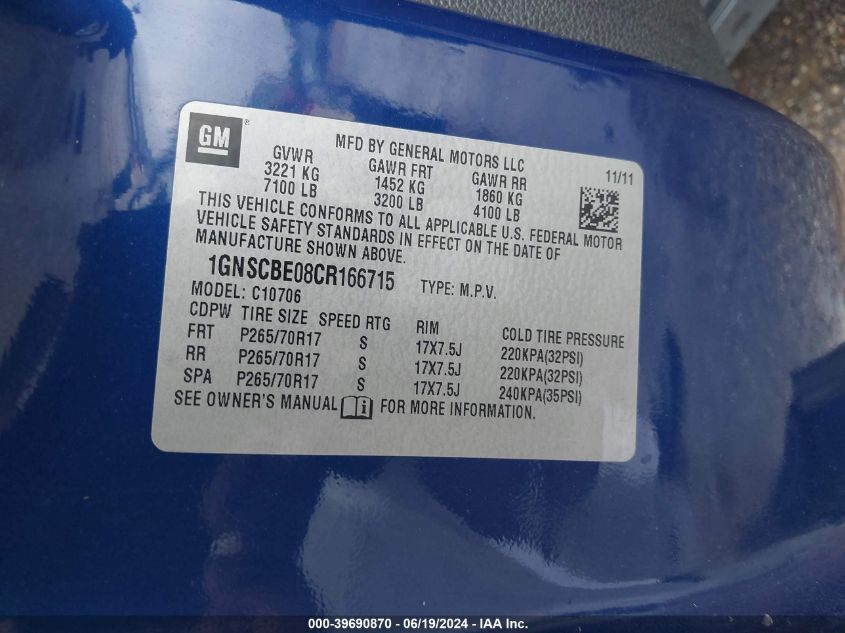 GM®
MFD BY GENERAL MOTORS LLC
11/11
GVWR GAWR FRT GAWR RR
3221 KG 1452 KG 1860 KG
7100 LB 3200 LB 4100 LB
THIS VEHICLE CONFORMS TO ALL APPLICABLE U.S. FEDERAL MOTOR
VEHICLE SAFETY STANDARDS IN EFFECT ON THE DATE OF
MANUFACTURE SHOWN ABOVE.
1GNSCBE08CR166715 TYPE: M.P.V.
MODEL: C10706
CDPW TIRE SIZE SPEED RTG RIM COLD TIRE PRESSURE
FRT P265/70R17 S 17X7.5J 220KPA(32PSI)
RR P265/70R17 S 17X7.5J 220KPA(32PSI)
SPA P265/70R17 S 17X7.5J 240KPA(35PSI)
SEE OWNER'S MANUAL i FOR MORE INFORMATION.
000-39690870 / 06/19/2024 - IAA Inc.